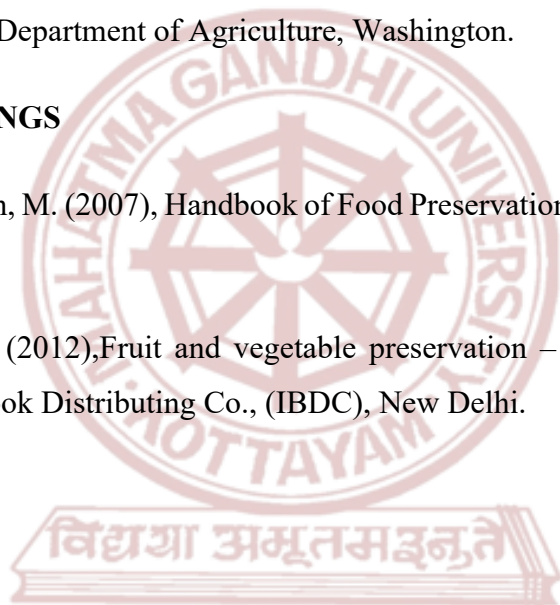 Department of Agriculture, Washington.
NGS
n, M. (2007), Handbook of Food Preservation
(2012),Fruit and vegetable preservation –
ook Distributing Co., (IBDC), New Delhi.
MAHATMA GANDHI UNIVERSITY
KOTTAYAM
विद्यया अमृतमश्नुते